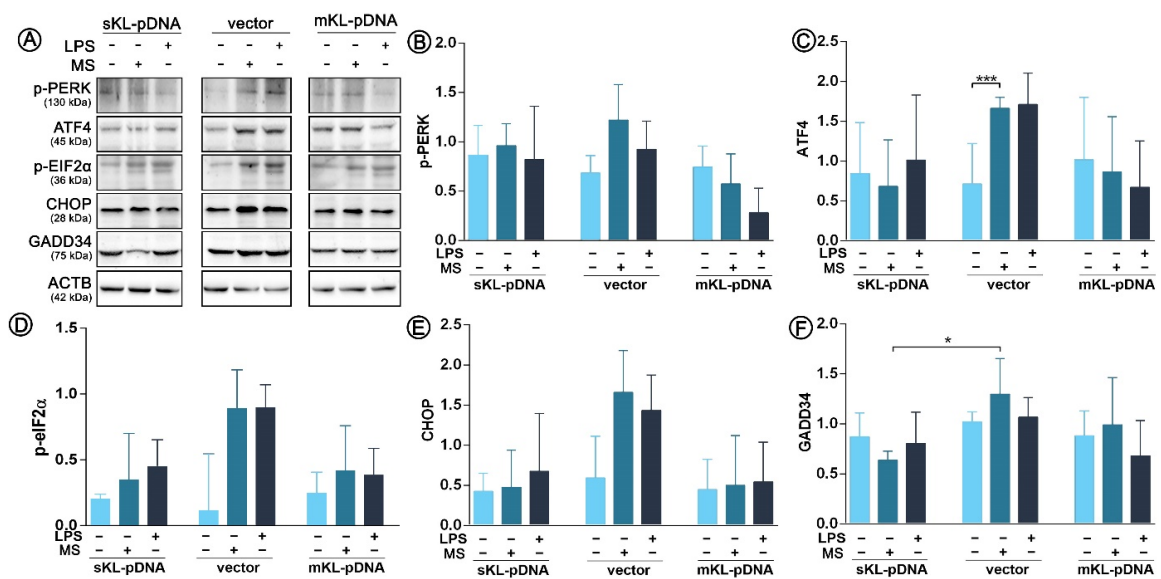 A
sKL-pDNA vector mKL-pDNA
LPS - - + - - + - - +
MS - + - - + - - + -
p-PERK
(130 kDa)
ATF4
(45 kDa)
p-EIF2α
(36 kDa)
CHOP
(28 kDa)
GADD34
(75 kDa)
ACTB
(42 kDa)
B
p-PERK
2.0
1.5
1.0
0.5
0.0
LPS - - + - - + - - +
MS - + - - + - - + -
sKL-pDNA vector mKL-pDNA
C
ATF4
2.5
2.0
1.5
1.0
0.5
0.0
***
LPS - - + - - + - - +
MS - + - - + - - + -
sKL-pDNA vector mKL-pDNA
D
p-eIF2α
1.5
1.0
0.5
0.0
LPS - - + - - + - - +
MS - + - - + - - + -
sKL-pDNA vector mKL-pDNA
E
CHOP
2.5
2.0
1.5
1.0
0.5
0.0
LPS - - + - - + - - +
MS - + - - + - - + -
sKL-pDNA vector mKL-pDNA
F
GADD34
2.0
1.5
1.0
0.5
0.0
*
LPS - - + - - + - - +
MS - + - - + - - + -
sKL-pDNA vector mKL-pDNA